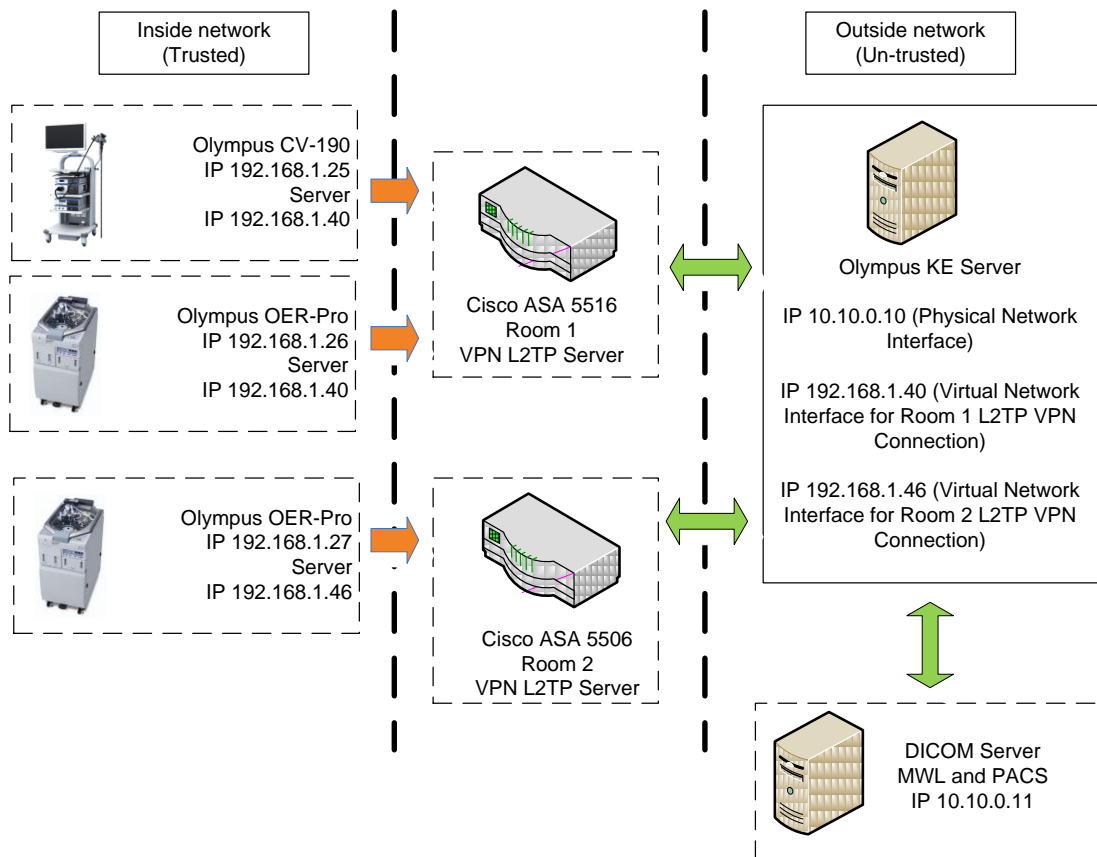 Inside network
(Trusted)
Outside network
(Un-trusted)
Olympus CV-190
IP 192.168.1.25
Server
IP 192.168.1.40
Olympus OER-Pro
IP 192.168.1.26
Server
IP 192.168.1.40
Olympus OER-Pro
IP 192.168.1.27
Server
IP 192.168.1.46
Cisco ASA 5516
Room 1
VPN L2TP Server
Cisco ASA 5506
Room 2
VPN L2TP Server
Olympus KE Server
IP 10.10.0.10 (Physical Network
Interface)
IP 192.168.1.40 (Virtual Network
Interface for Room 1 L2TP VPN
Connection)
IP 192.168.1.46 (Virtual Network
Interface for Room 2 L2TP VPN
Connection)
DICOM Server
MWL and PACS
IP 10.10.0.11